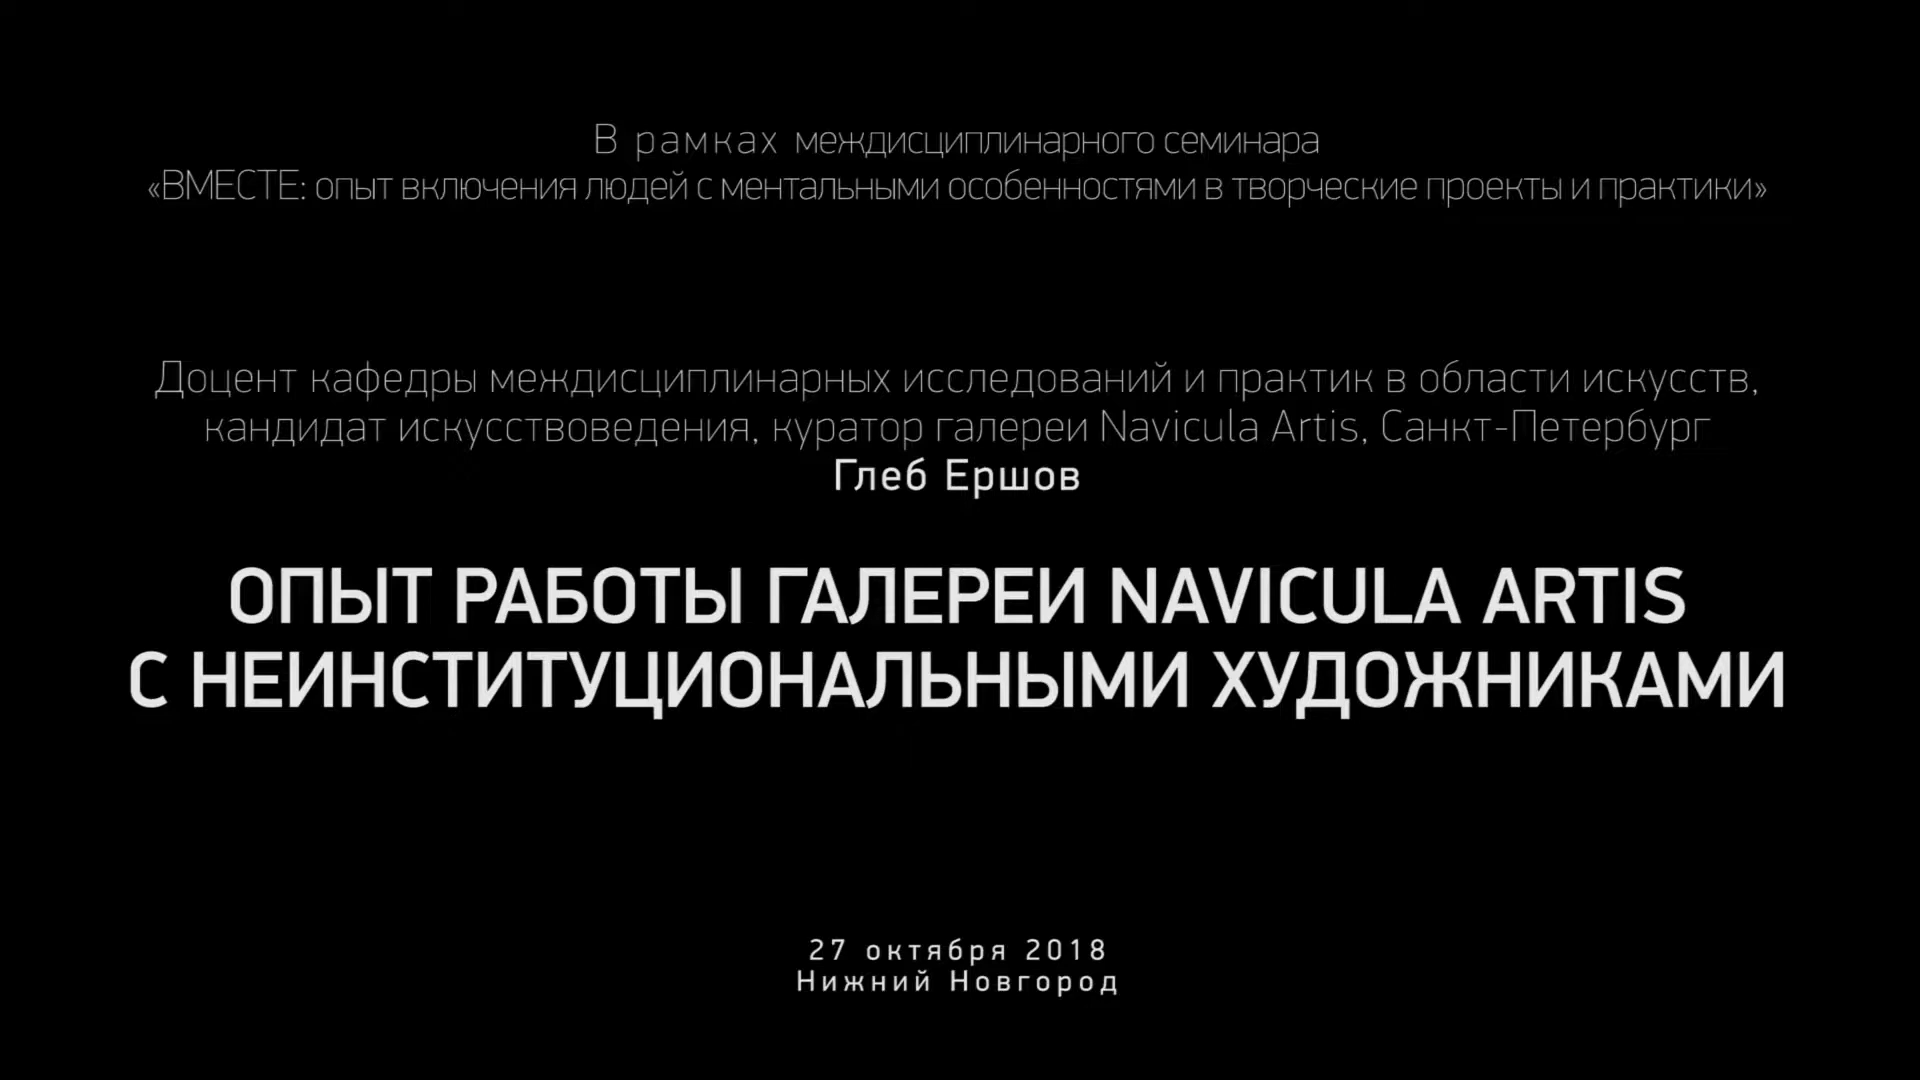 В рамках междисциплинарного семинара
«ВМЕСТЕ: опыт включения людей с ментальными особенностями в творческие проекты и практики»
Доцент кафедры междисциплинарных исследований и практик в области искусств,
кандидат искусствоведения, куратор галереи Navicula Artis, Санкт-Петербург
Глеб Ершов
ОПЫТ РАБОТЫ ГАЛЕРЕИ NAVICULA ARTIS
С НЕИНСТИТУЦИОНАЛЬНЫМИ ХУДОЖНИКАМИ
27 октября 2018
Нижний Новгород